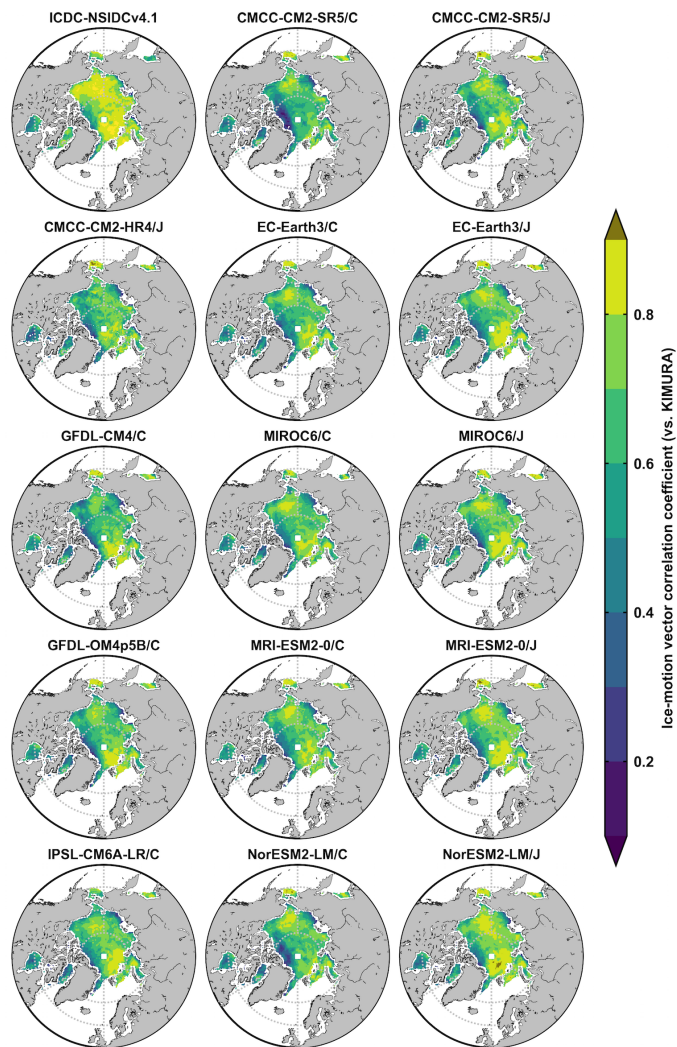 ICDC-NSIDCv4.1
CMCC-CM2-SR5/C
CMCC-CM2-SR5/J
CMCC-CM2-HR4/J
EC-Earth3/C
EC-Earth3/J
GFDL-CM4/C
MIROC6/C
MIROC6/J
GFDL-OM4p5B/C
MRI-ESM2-0/C
MRI-ESM2-0/J
IPSL-CM6A-LR/C
NorESM2-LM/C
NorESM2-LM/J
0.8
0.6
0.4
0.2
Ice-motion vector correlation coefficient (vs. KIMURA)